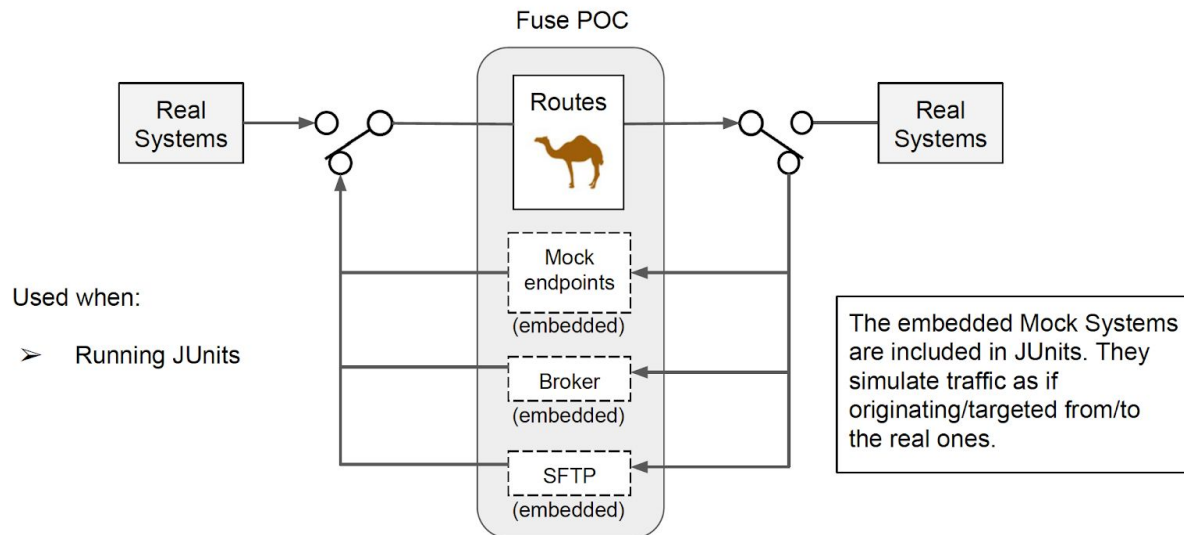 Fuse POC
Real
Systems
Routes
Real
Systems
Mock
endpoints
(embedded)
Used when:
➢ Running JUnits
Broker
(embedded)
SFTP
(embedded)
The embedded Mock Systems
are included in JUnits. They
simulate traffic as if
originating/targeted from/to
the real ones.